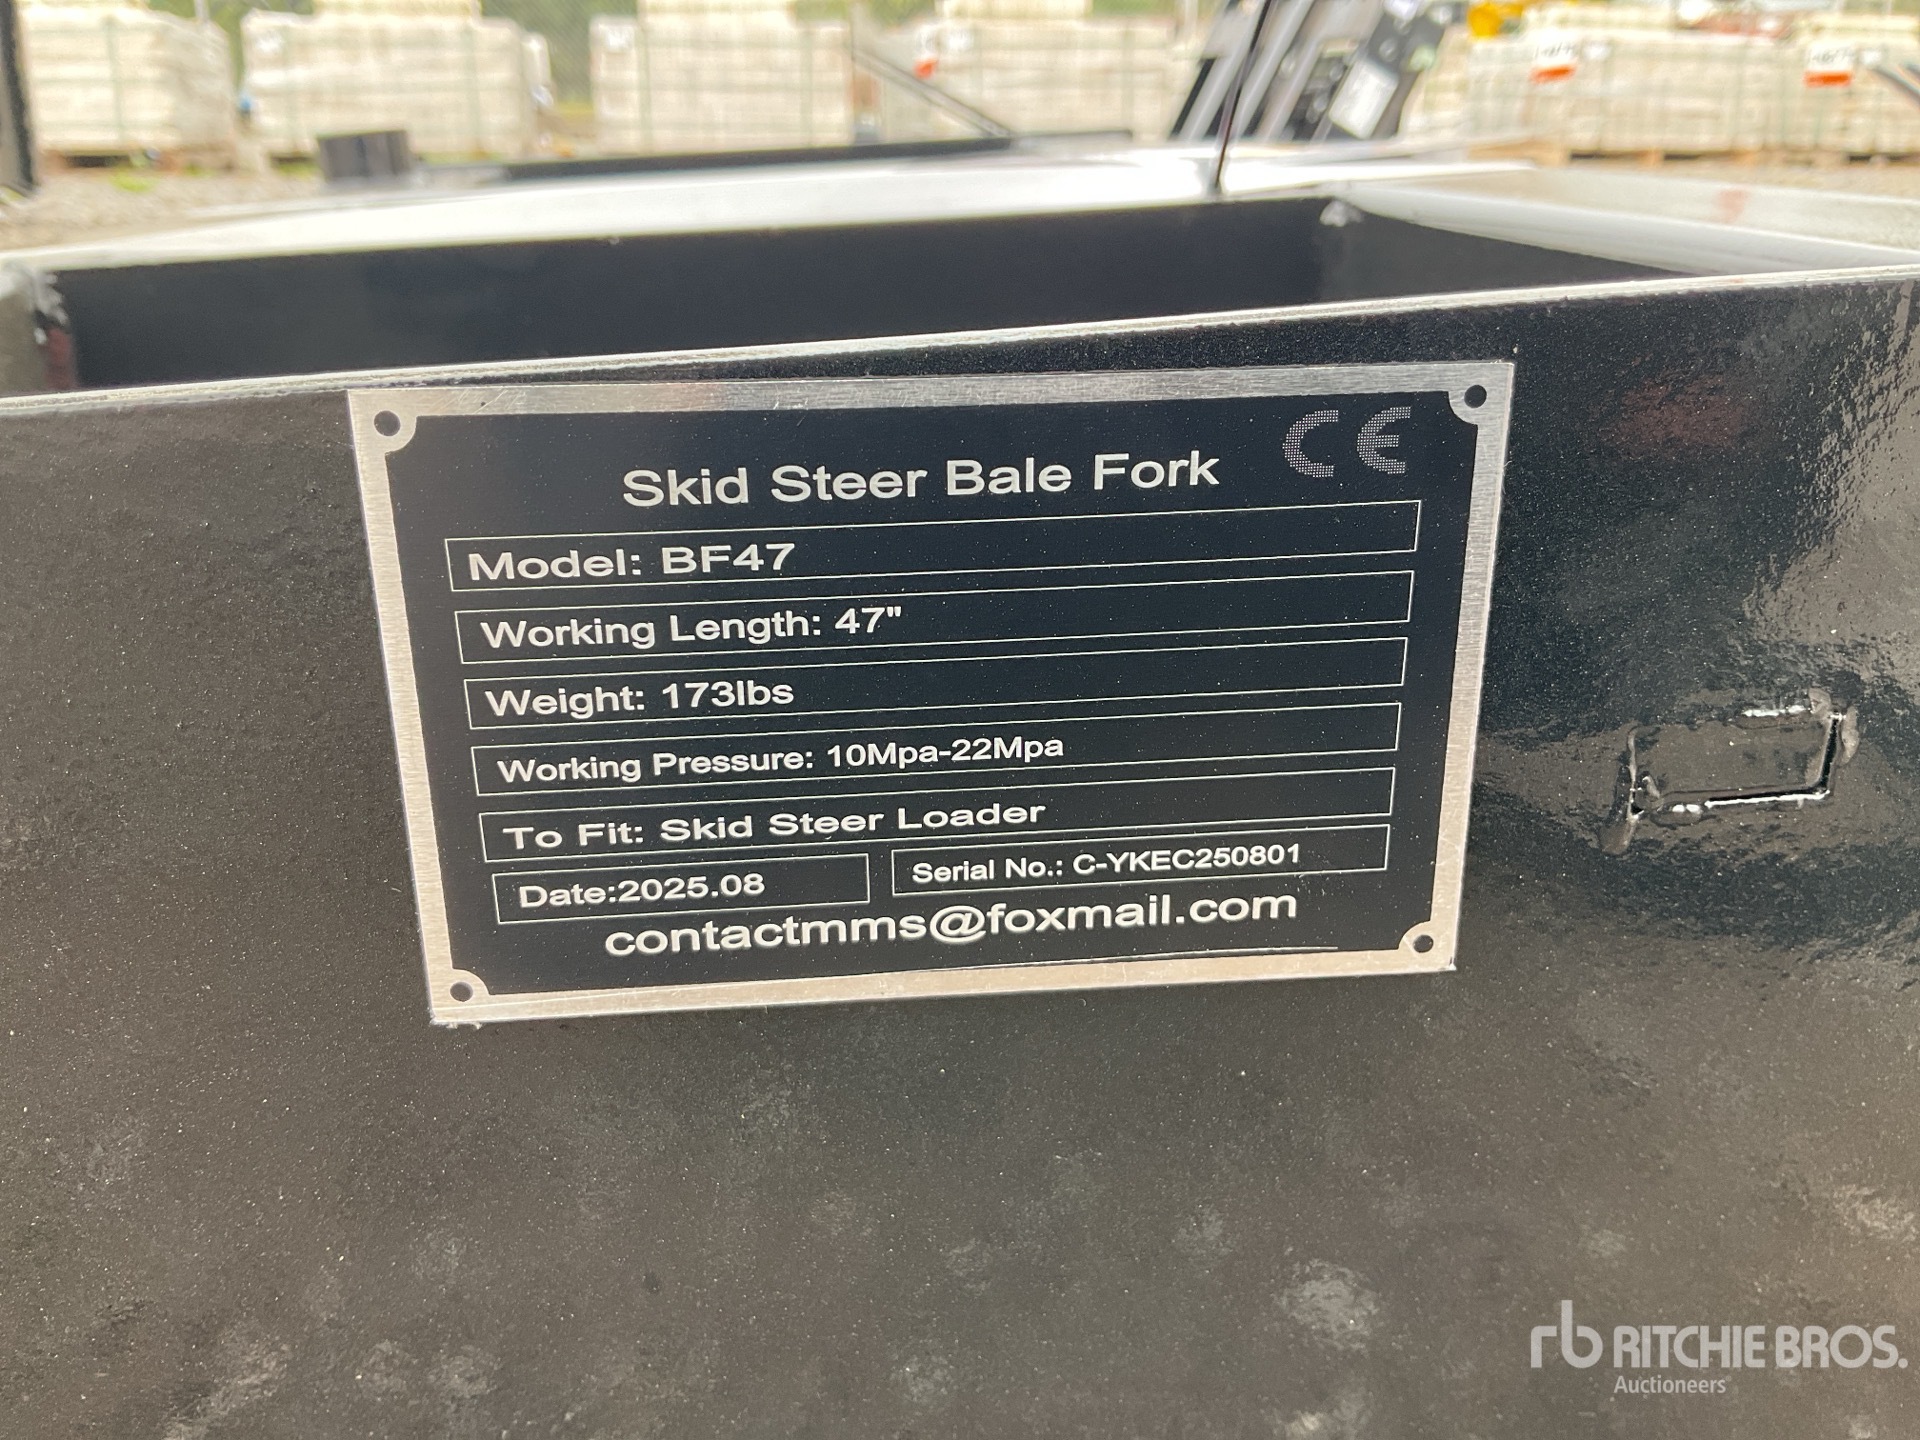 CE
Skid Steer Bale Fork
Model: BF47
Working Length: 47"
Weight: 173lbs
Working Pressure: 10Mpa-22Mpa
To Fit: Skid Steer Loader
Date:2025.08
Serial No.: C-YKEC250801
contactmms@foxmail.com
rb RITCHIE BROS.
Auctioneers